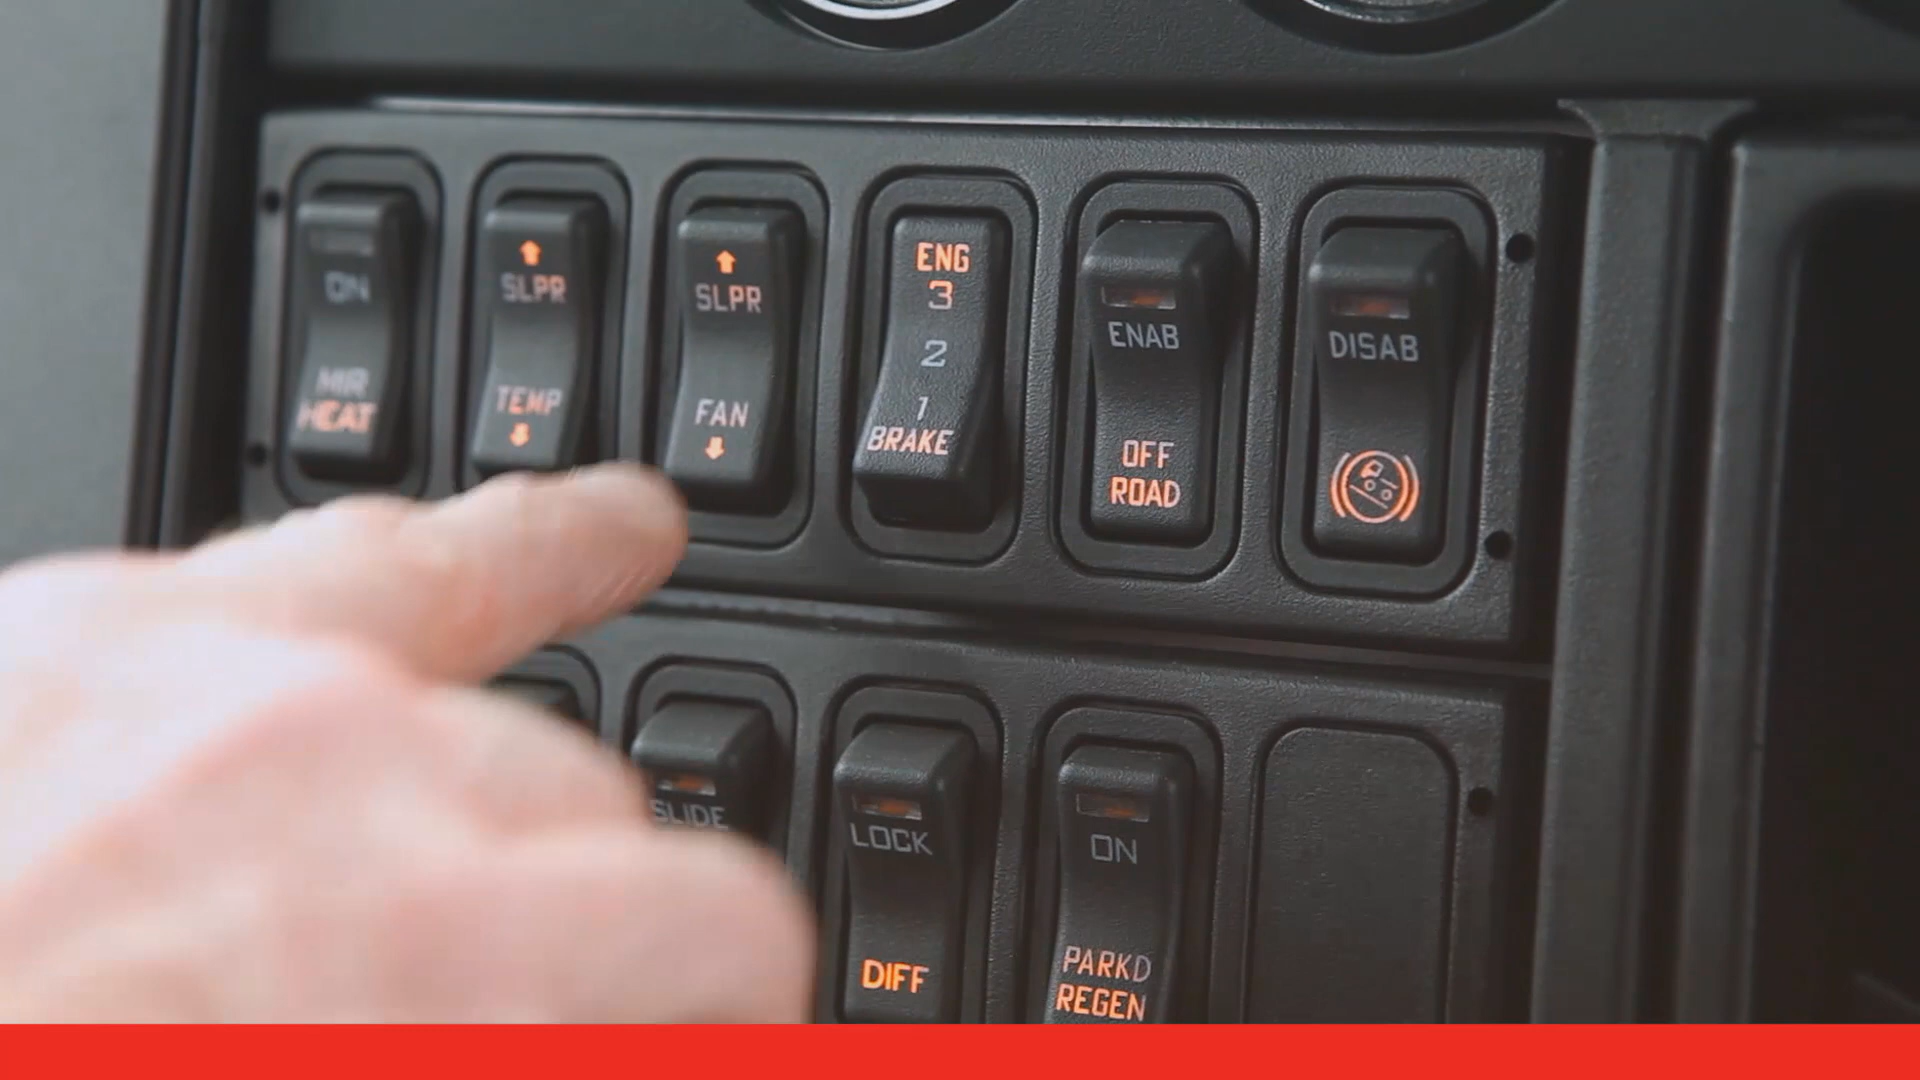 ON
MIR
HEAT
SLPR
TEMP
SLPR
FAN
ENG
3
2
1
BRAKE
ENAB
OFF
ROAD
DISAB
SLIDE
LOCK
DIFF
ON
PARKD
REGEN